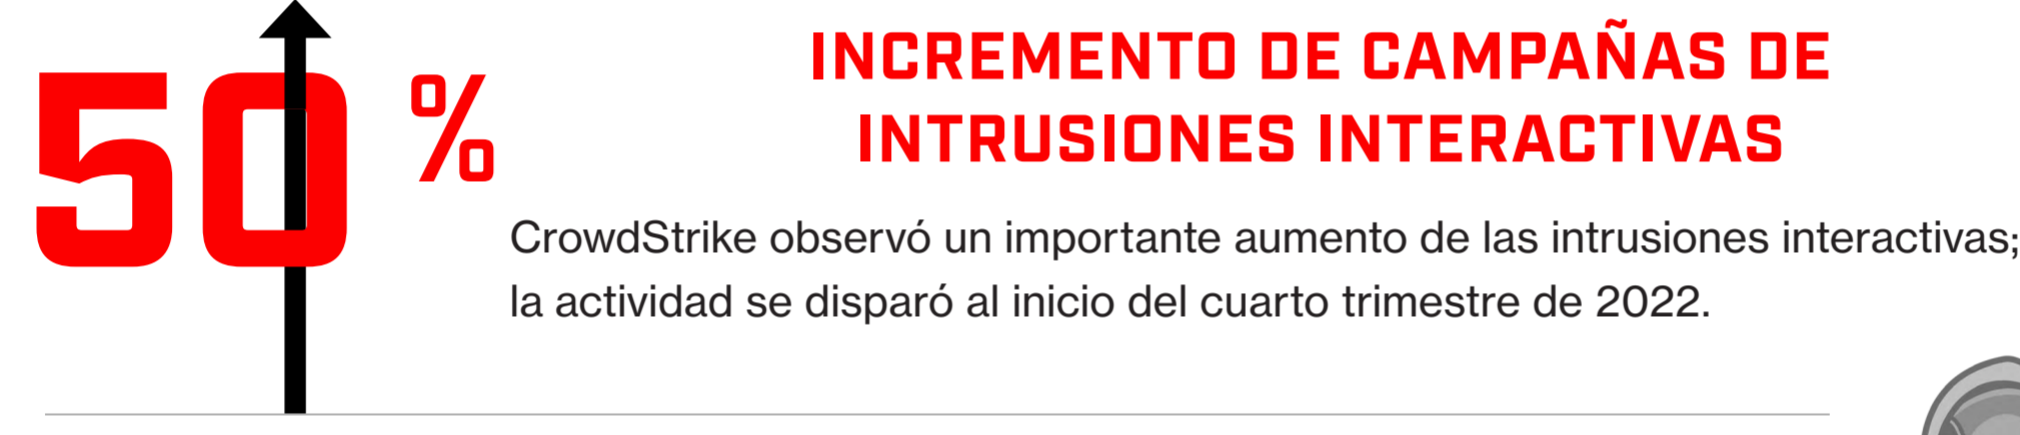 50 %
INCREMENTO DE CAMPAÑAS DE
INTRUSIONES INTERACTIVAS
CrowdStrike observó un importante aumento de las intrusiones interactivas;
la actividad se disparó al inicio del cuarto trimestre de 2022.